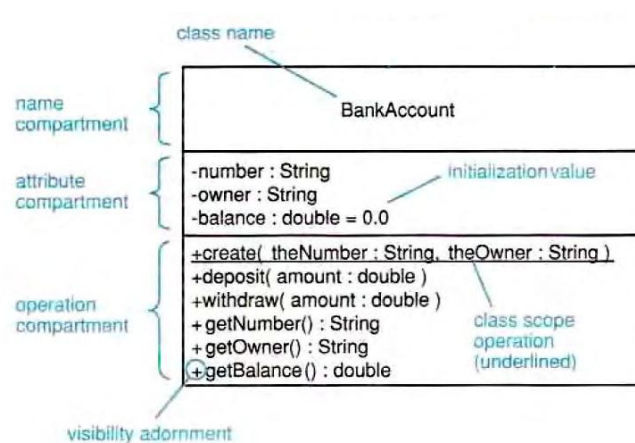 class name
name
compartment
BankAccount
attribute
compartment
-number : String
-owner : String
-balance : double = 0.0
initialization value
operation
compartment
+create( theNumber : String, theOwner : String )
+deposit( amount : double )
+withdraw( amount : double )
+ getNumber() : String
+ getOwner() : String
+getBalance() : double
class scope
operation
(underlined)
visibility adornment